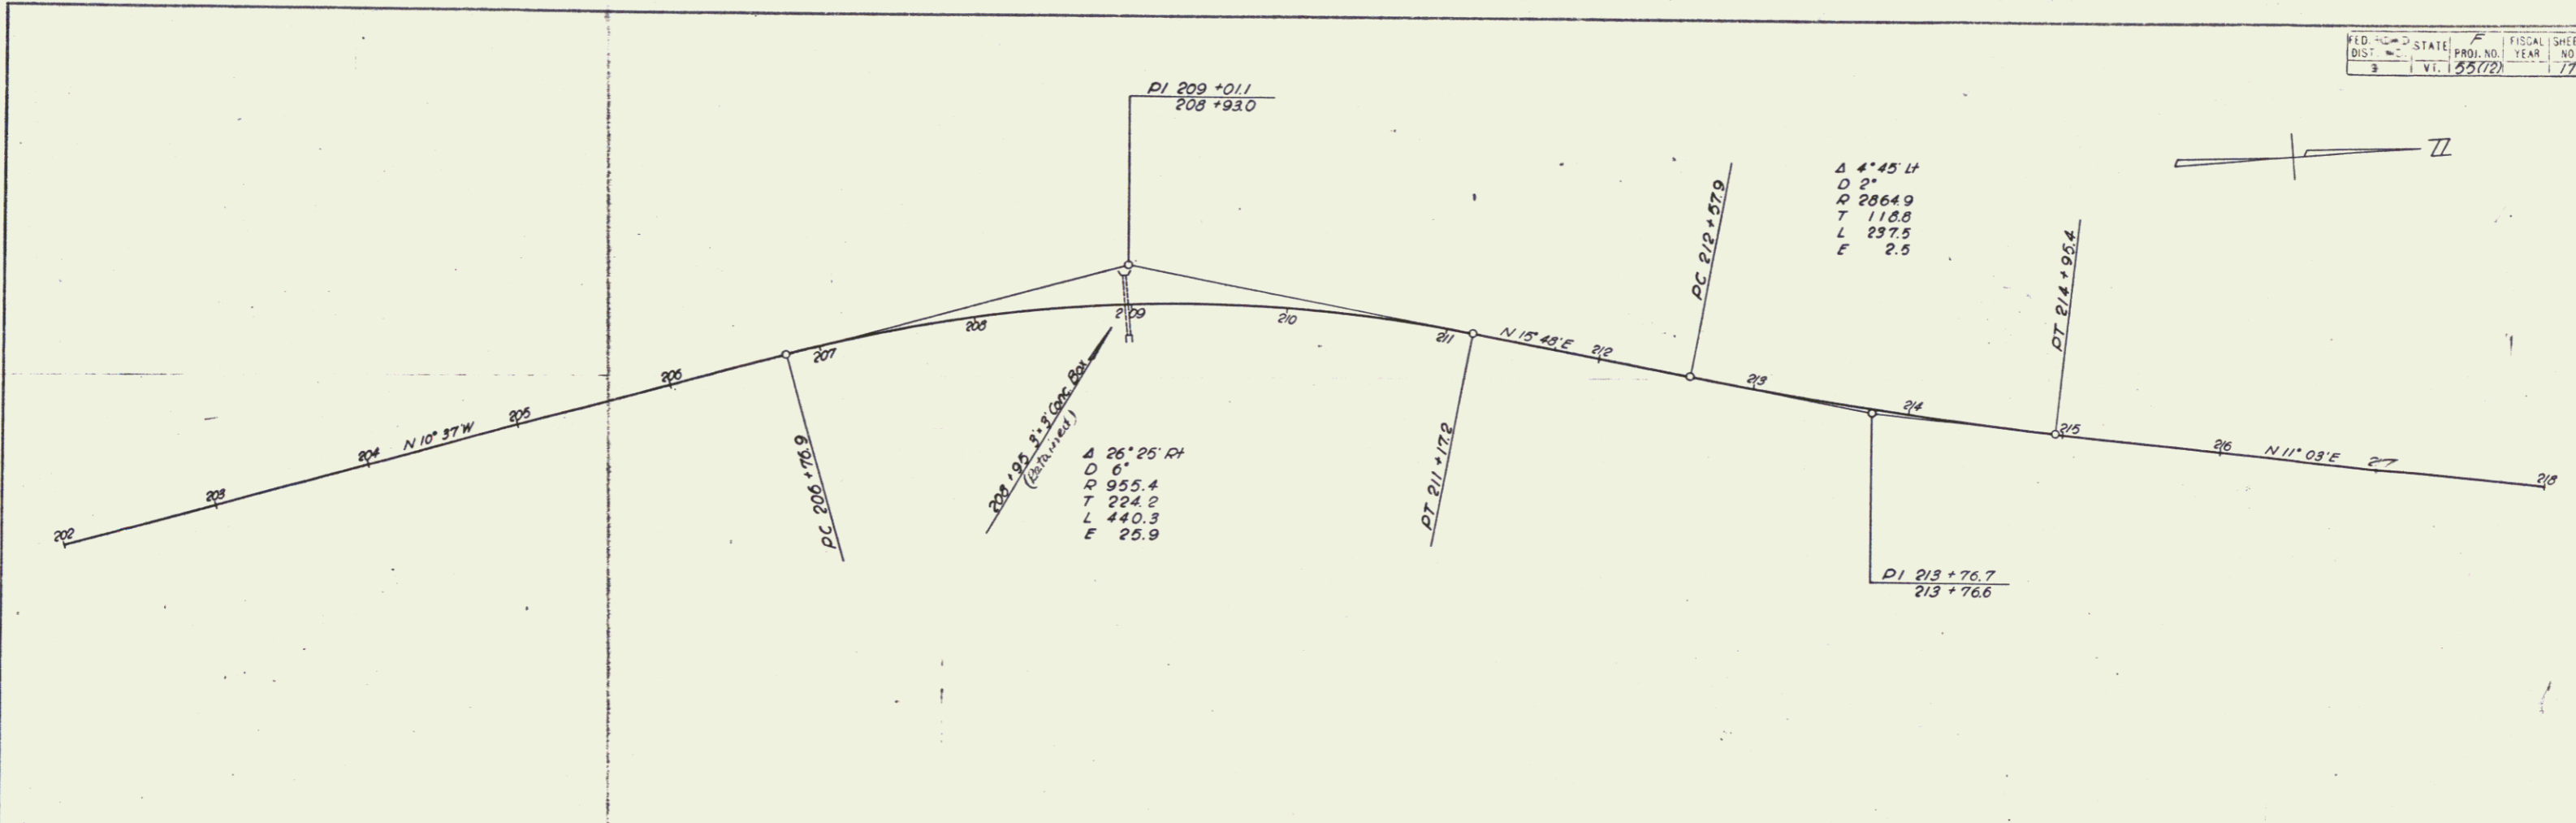 FED. ROAD DIST. NO. STATE F PROJ. NO. FISCAL YEAR SHEE NO
VT. 55(12) 17
PI 209 +01.1
208 +93.0
Δ 4°45' Lt
D 2°
R 2864.9
T 118.8
L 237.5
E 2.5
PC 212+57.9
PT 214+95.4
202
203
204
N 10° 37' W
205
206
207
208
209
210
211
N 15° 48' E
212
213
214
215
216
N 11° 03' E
217
218
PC 206+76.9
208+95 3'x3' Conc. Box
(Retained)
Δ 26°25' Rt
D 6°
R 955.4
T 224.2
L 440.3
E 25.9
PT 211+17.2
PI 213 +76.7
213 +76.6